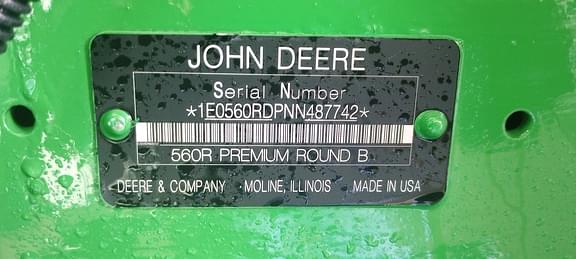 JOHN DEERE
Serial Number
*1E0560RDPNN487742*
560R PREMIUM ROUND B
DEERE & COMPANY MOLINE, ILLINOIS MADE IN USA